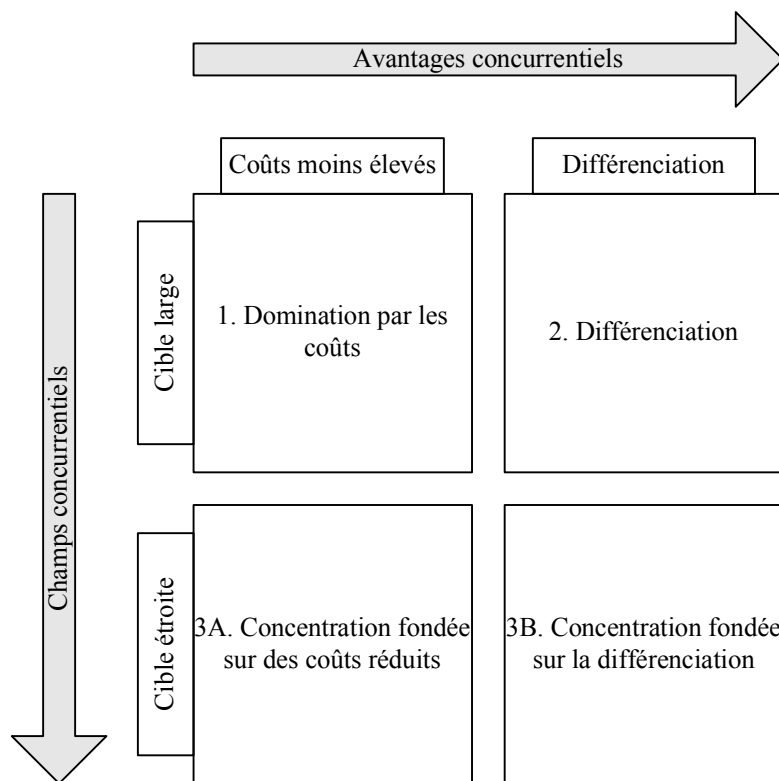 Avantages concurrentiels
Coûts moins élevés
Différenciation
Champs concurrentiels
Cible large
1. Domination par les
coûts
2. Différenciation
Cible étroite
3A. Concentration fondée
sur des coûts réduits
3B. Concentration fondée
sur la différenciation